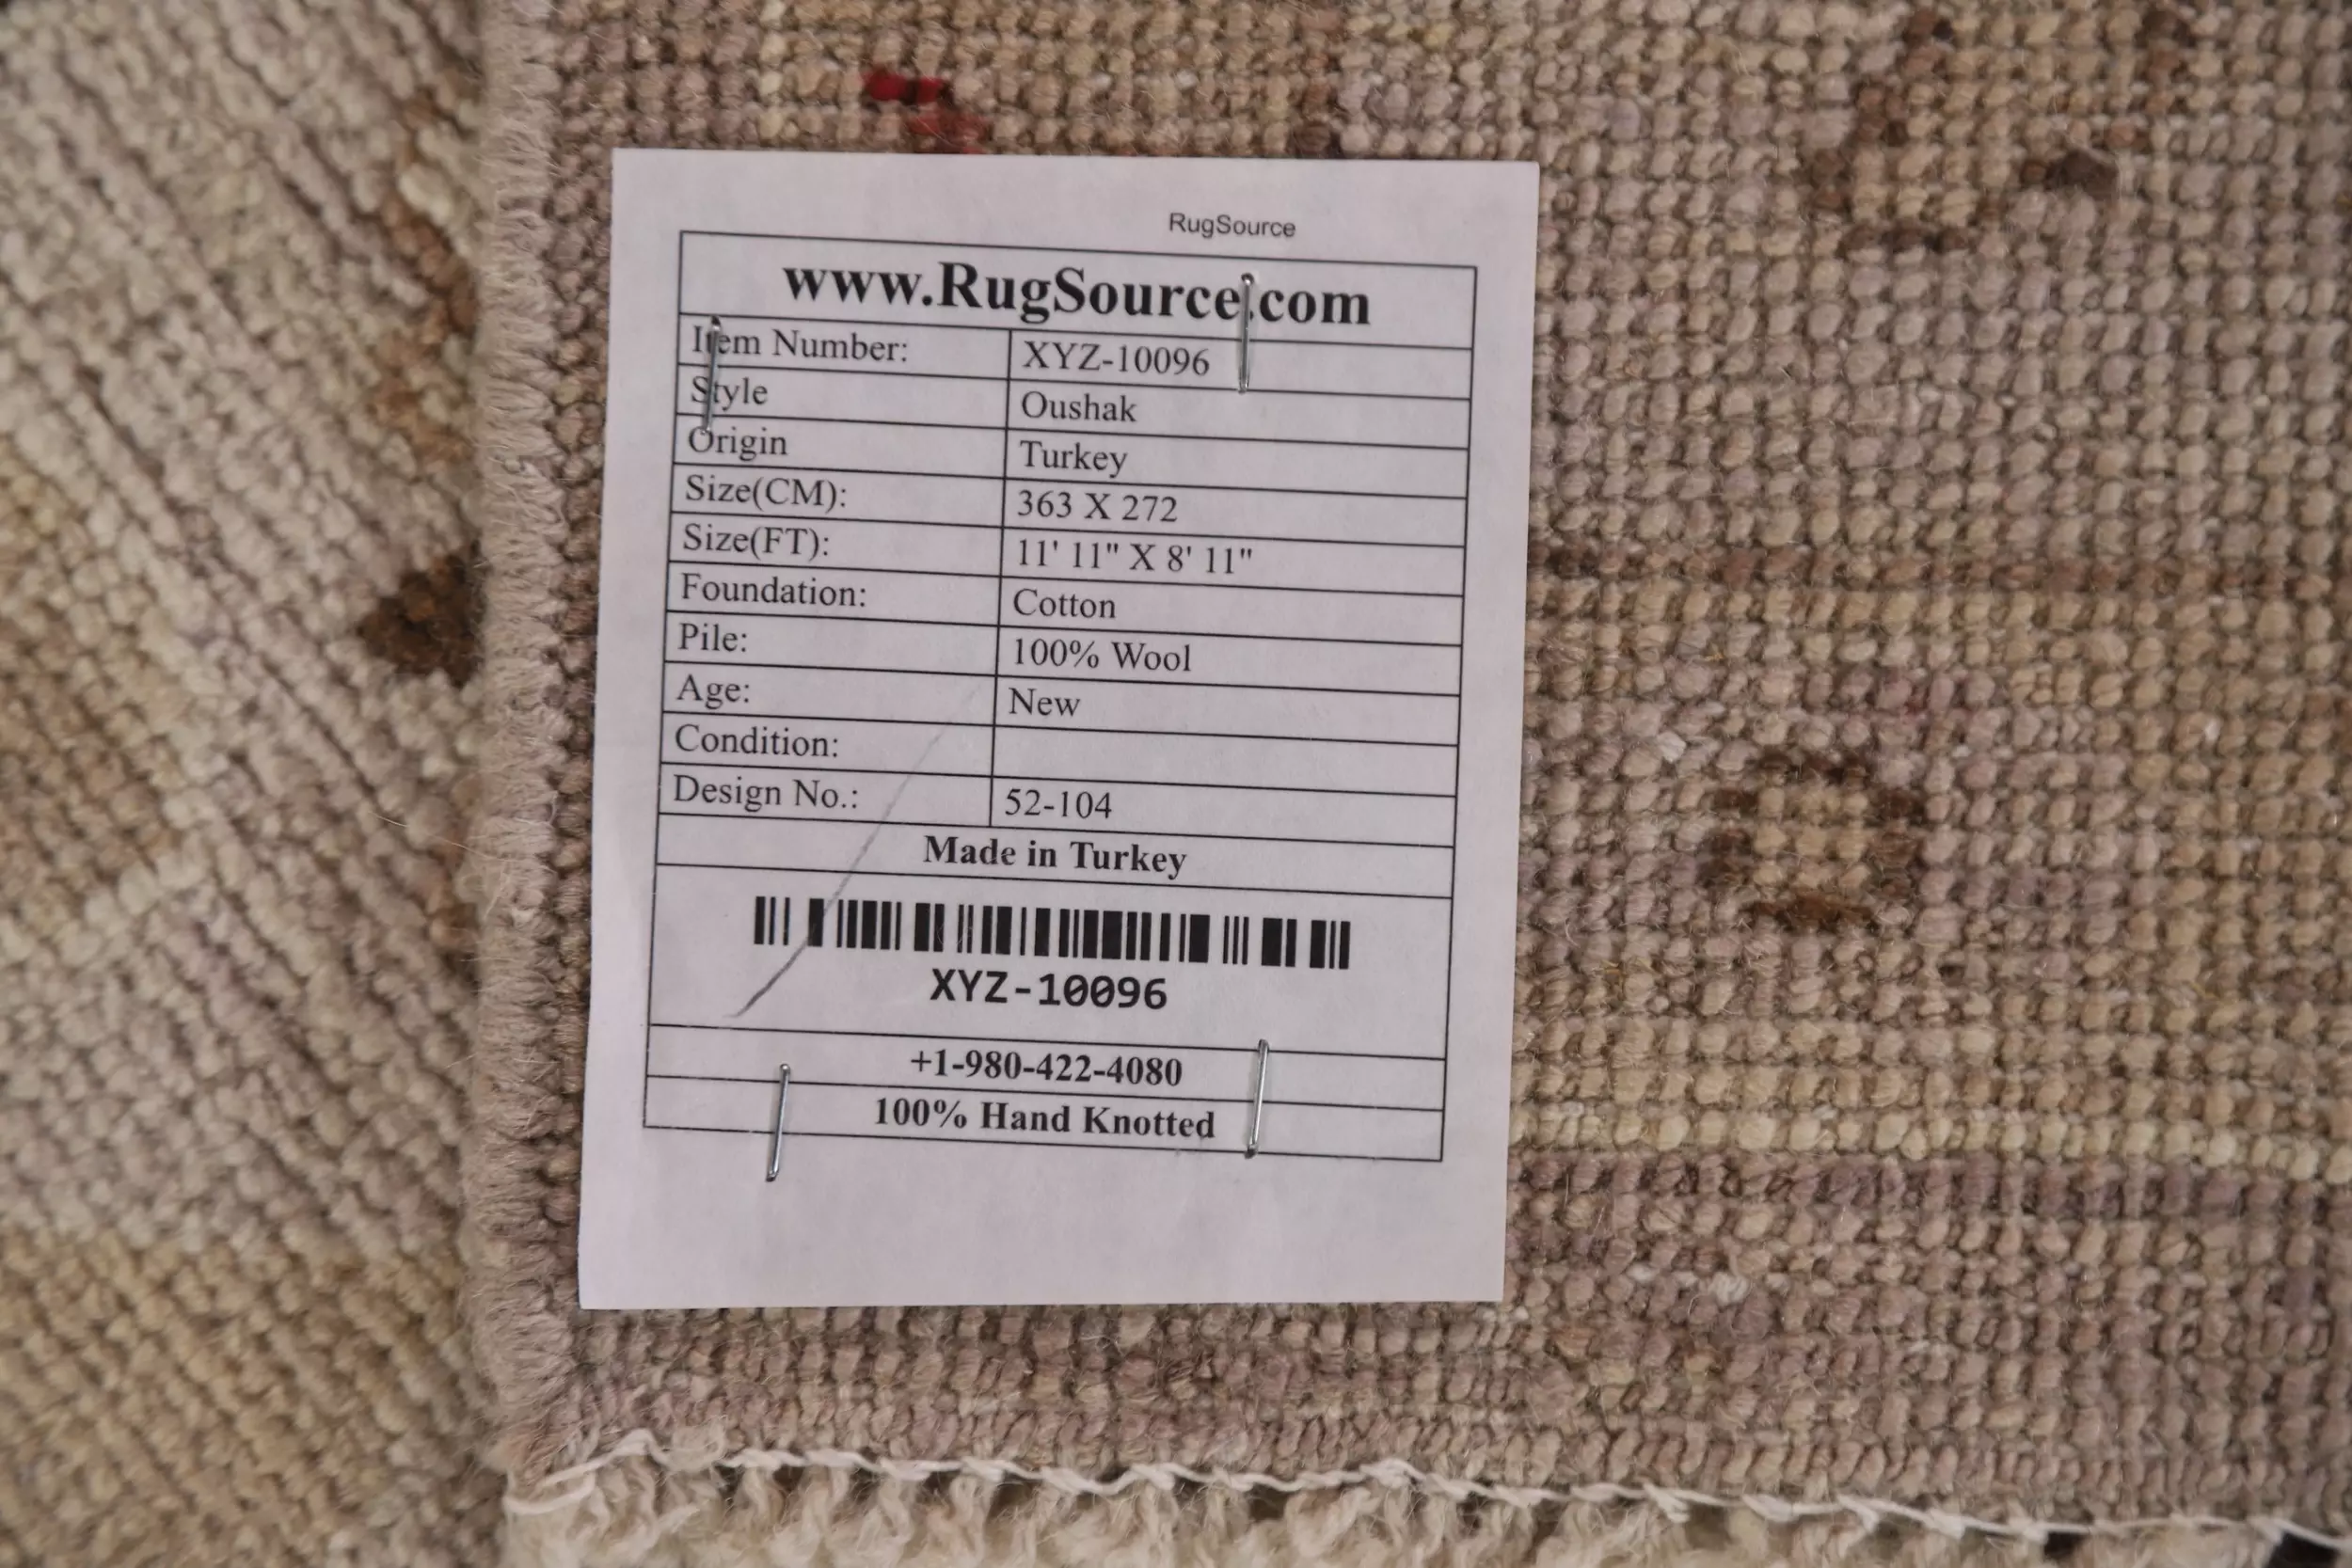 RugSource
www.RugSource.com
Item Number: XYZ-10096
Style Oushak
Origin Turkey
Size(CM): 363 X 272
Size(FT): 11' 11" X 8' 11"
Foundation: Cotton
Pile: 100% Wool
Age: New
Condition:
Design No.: 52-104
Made in Turkey
XYZ-10096
+1-980-422-4080
100% Hand Knotted